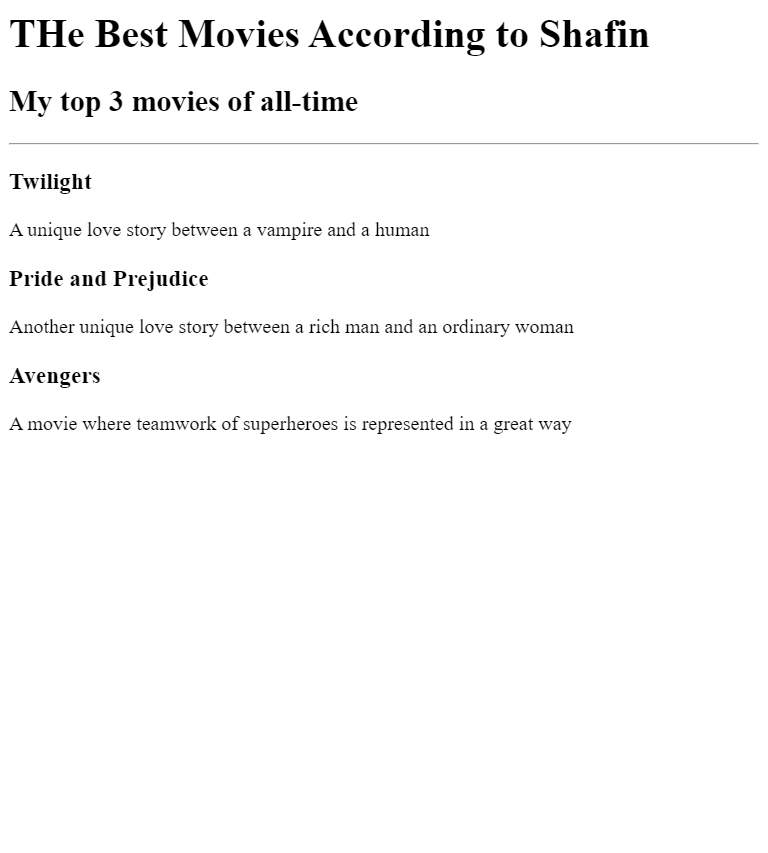 THe Best Movies According to Shafin
My top 3 movies of all-time
Twilight
A unique love story between a vampire and a human
Pride and Prejudice
Another unique love story between a rich man and an ordinary woman
Avengers
A movie where teamwork of superheroes is represented in a great way